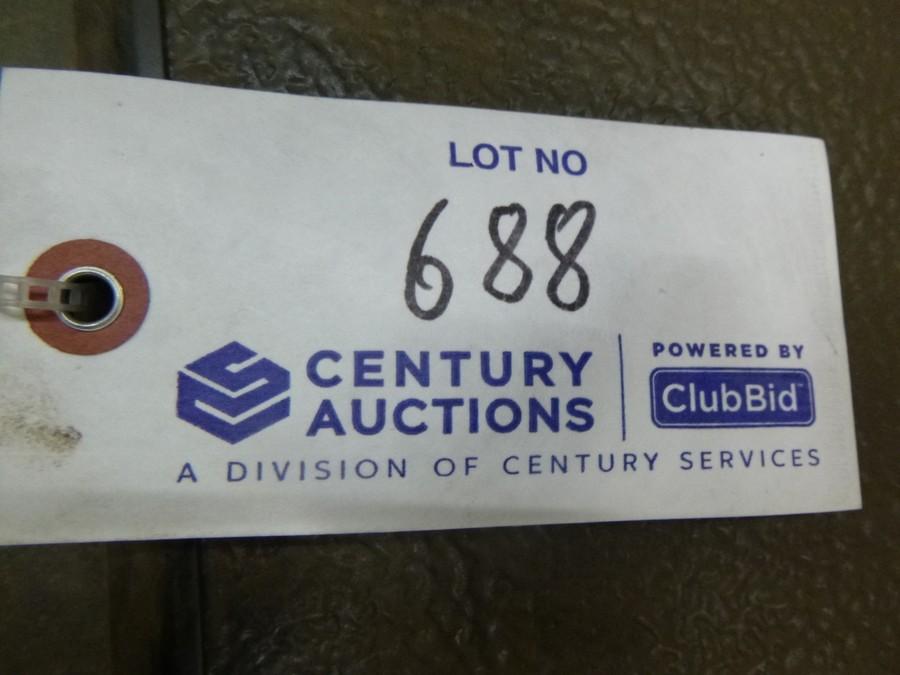 LOT NO
688
CENTURY
AUCTIONS
POWERED BY
ClubBid™
A DIVISION OF CENTURY SERVICES